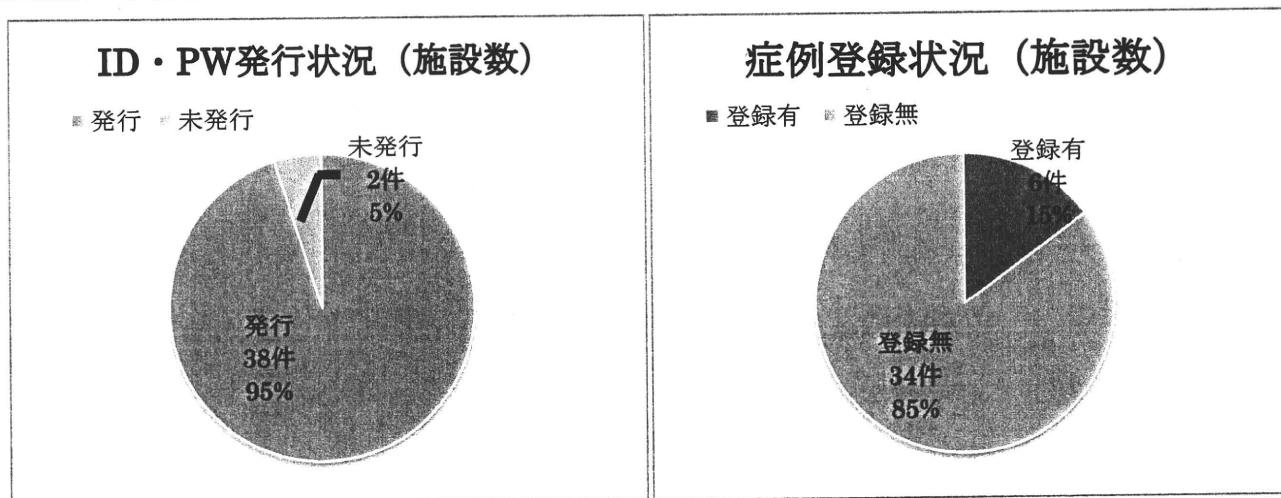 ID・PW発行状況（施設数）
発行 未発行
未発行
2件
5%
発行
38件
95%
症例登録状況（施設数）
登録有 登録無
登録有
6件
15%
登録無
34件
85%